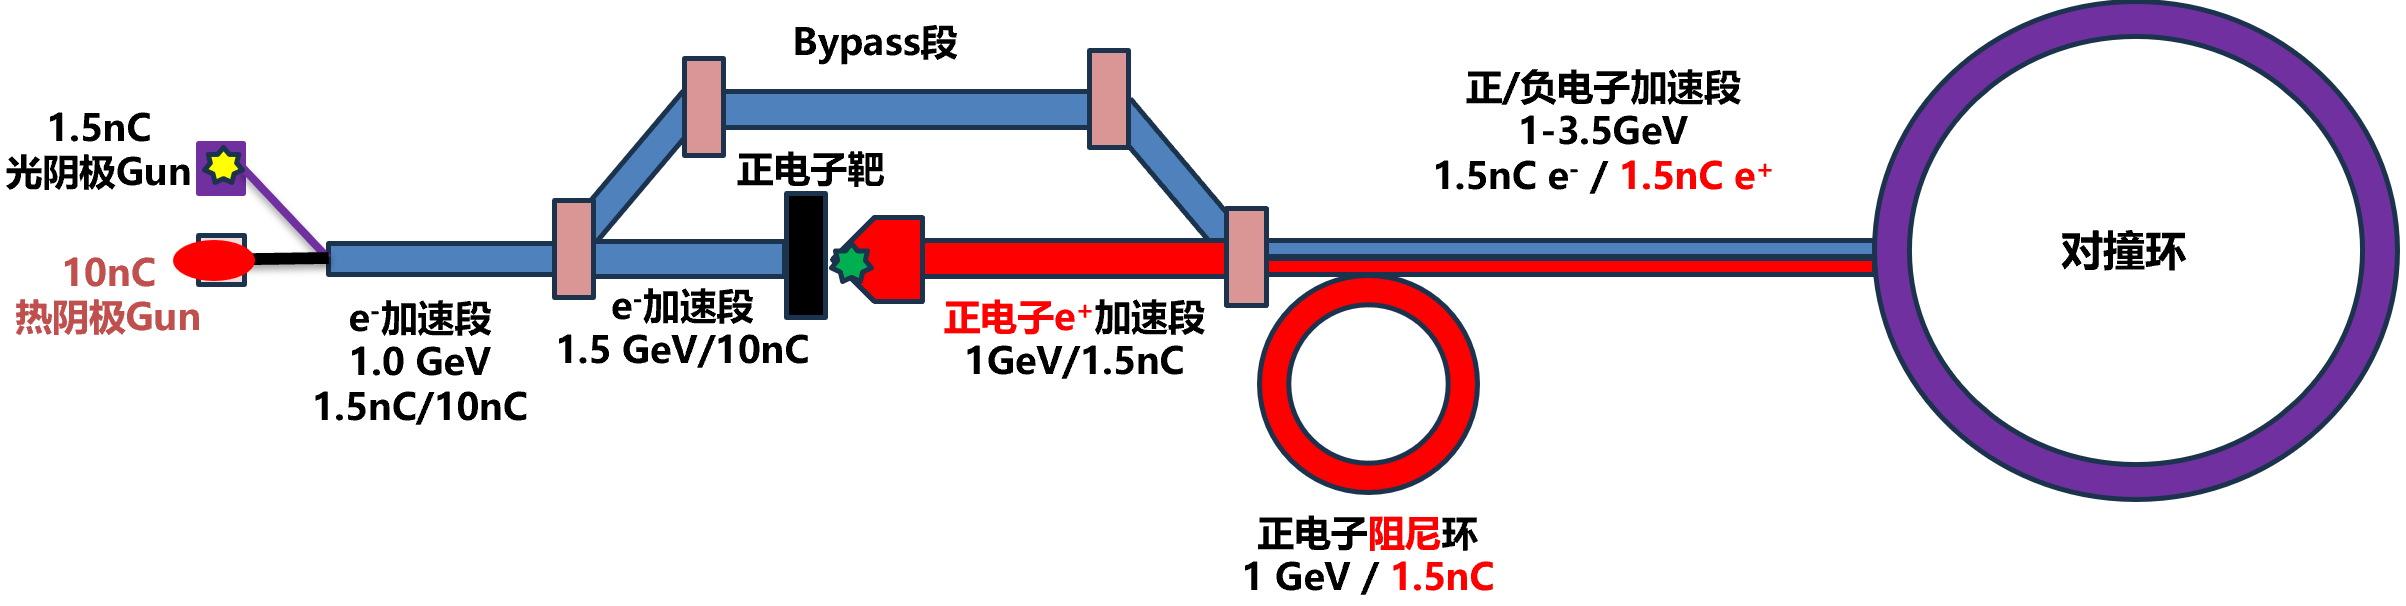 Bypass段
1.5nC
光阴极Gun
10nC
热阴极Gun
e-加速段
1.0 GeV
1.5nC/10nC
e-加速段
1.5 GeV/10nC
正电子靶
正电子e+加速段
1GeV/1.5nC
正/负电子加速段
1-3.5GeV
1.5nC e- / 1.5nC e+
正电子阻尼环
1 GeV / 1.5nC
对撞环